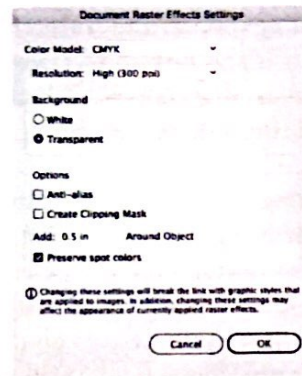 Document Raster Effects Settings
Color Model: CMYK
Resolution: High (300 ppi)
Background
White
Transparent
Options
Anti-alias
Create Clipping Mask
Add: 0.5 in Around Object
Preserve spot colors
Changing these settings will break the link with graphic styles that
are applied to images. In addition, changing these settings may
affect the appearance of currently applied raster effects.
Cancel OK